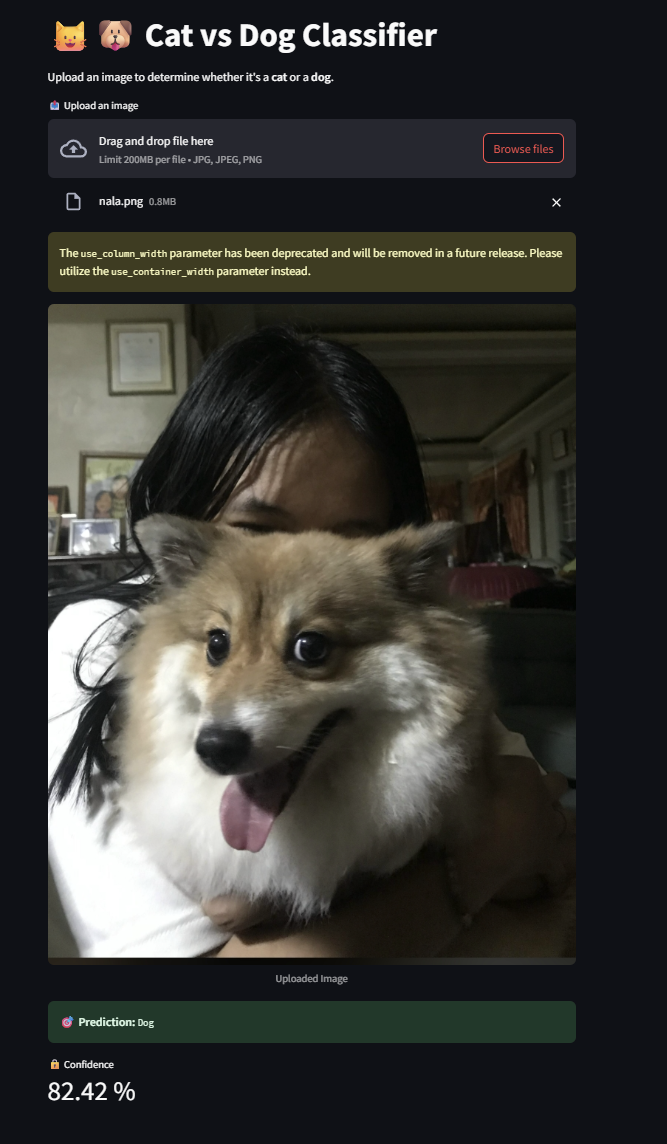 Cat vs Dog Classifier
Upload an image to determine whether it's a cat or a dog.
Upload an image
Drag and drop file here
Limit 200MB per file • JPG, JPEG, PNG
Browse files
nala.png 0.8MB
The use_column_width parameter has been deprecated and will be removed in a future release. Please
utilize the use_container_width parameter instead.
Uploaded Image
Prediction: Dog
Confidence
82.42 %